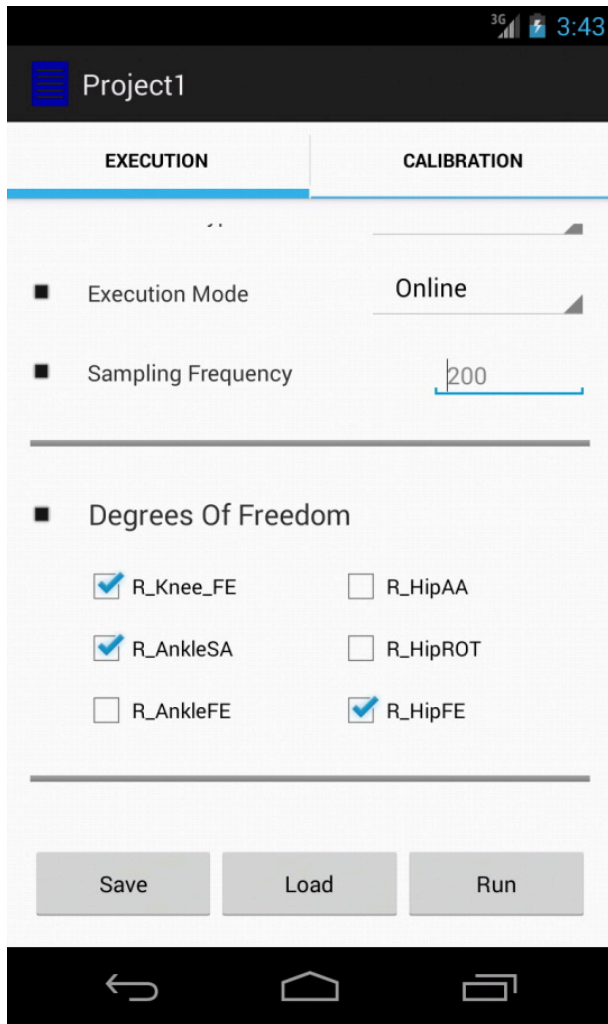 3G 3:43
Project1
EXECUTION CALIBRATION
Execution Mode Online
Sampling Frequency 200
Degrees Of Freedom
R_Knee_FE R_HipAA
R_AnkleSA R_HipROT
R_AnkleFE R_HipFE
Save Load Run